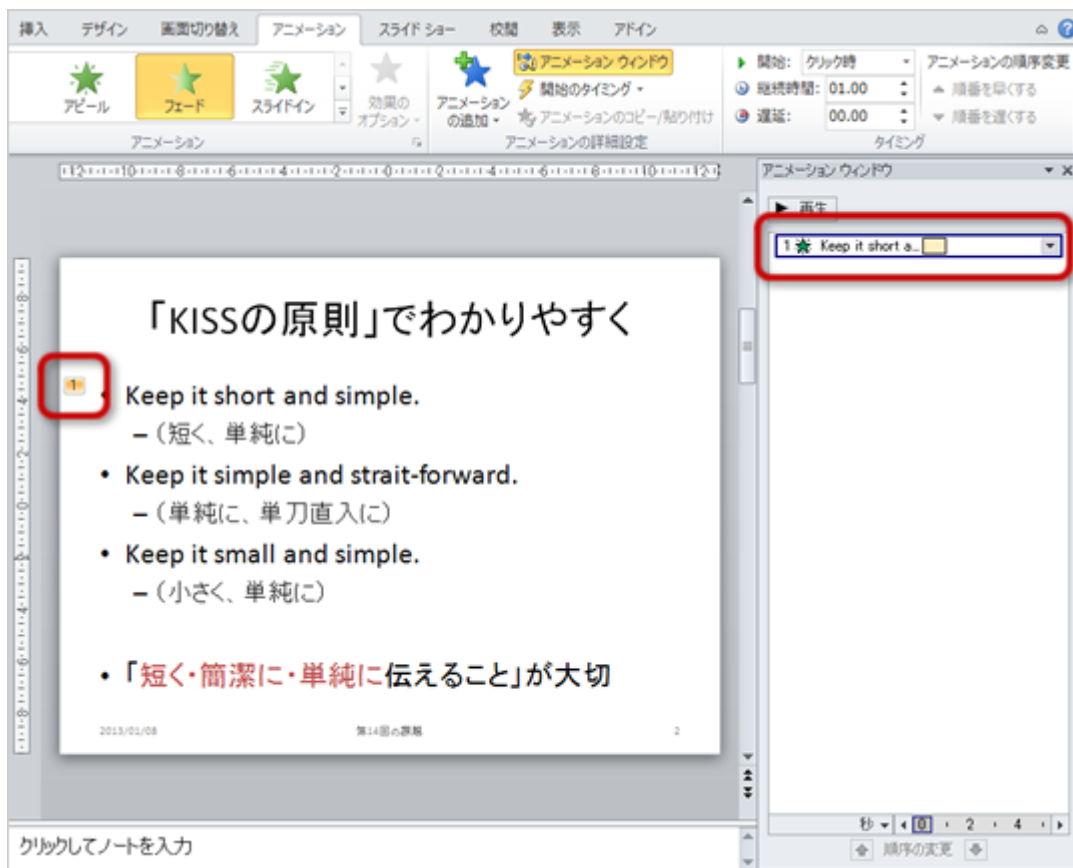 挿入 デザイン 画面切り替え アニメーション スライド ショー 校閲 表示 アドイン
アピール フェード スライドイン 効果の オプション アニメーション の追加
アニメーション ウィンドウ
開始のタイミング
アニメーションのコピー/貼り付け
開始: クリック時
継続時間: 01.00
遅延: 00.00
アニメーションの順序変更
順番を早くする
順番を遅くする
アニメーション アニメーションの詳細設定 タイミング
12 10 8 6 4 2 0 2 4 6 8 10 12
アニメーション ウィンドウ
再生
1 Keep it short a...
「KISSの原則」でわかりやすく
1
• Keep it short and simple.
– (短く、単純に)
• Keep it simple and strait-forward.
– (単純に、単刀直入に)
• Keep it small and simple.
– (小さく、単純に)
• 「短く・簡潔に・単純に伝えること」が大切
2013/01/08 第14回の課題 2
秒 0 2 4
順序の変更
クリックしてノートを入力